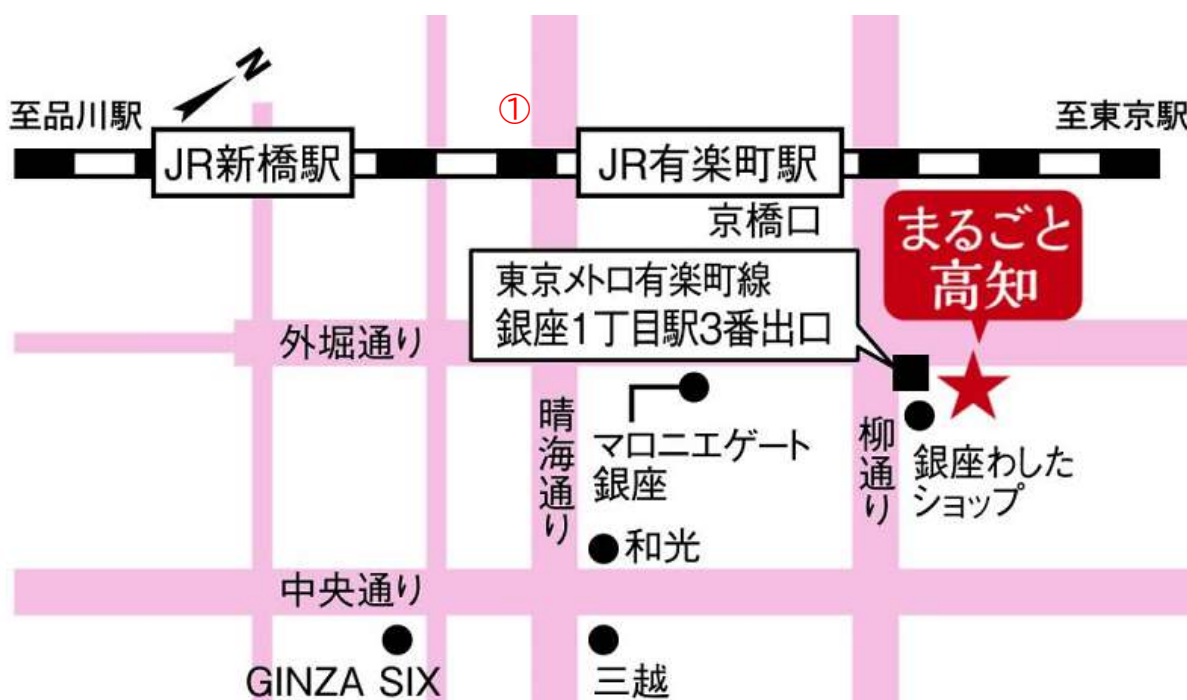 N
①
至品川駅
至東京駅
JR新橋駅
JR有楽町駅
京橋口
まるごと
高知
東京メトロ有楽町線
銀座1丁目駅3番出口
外堀通り
晴海通り
マロニエゲート
銀座
柳通り
銀座わした
ショップ
和光
中央通り
GINZA SIX
三越